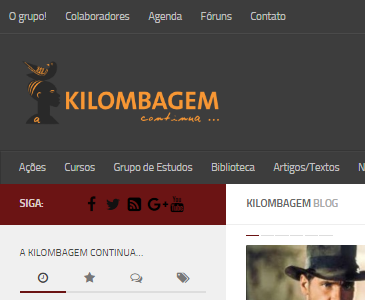 O grupo! Colaboradores Agenda Fóruns Contato
KILOMBAGEM
continua ...
Ações Cursos Grupo de Estudos Biblioteca Artigos/Textos N
SIGA:
KILOMBAGEM BLOG
A KILOMBAGEM CONTINUA...